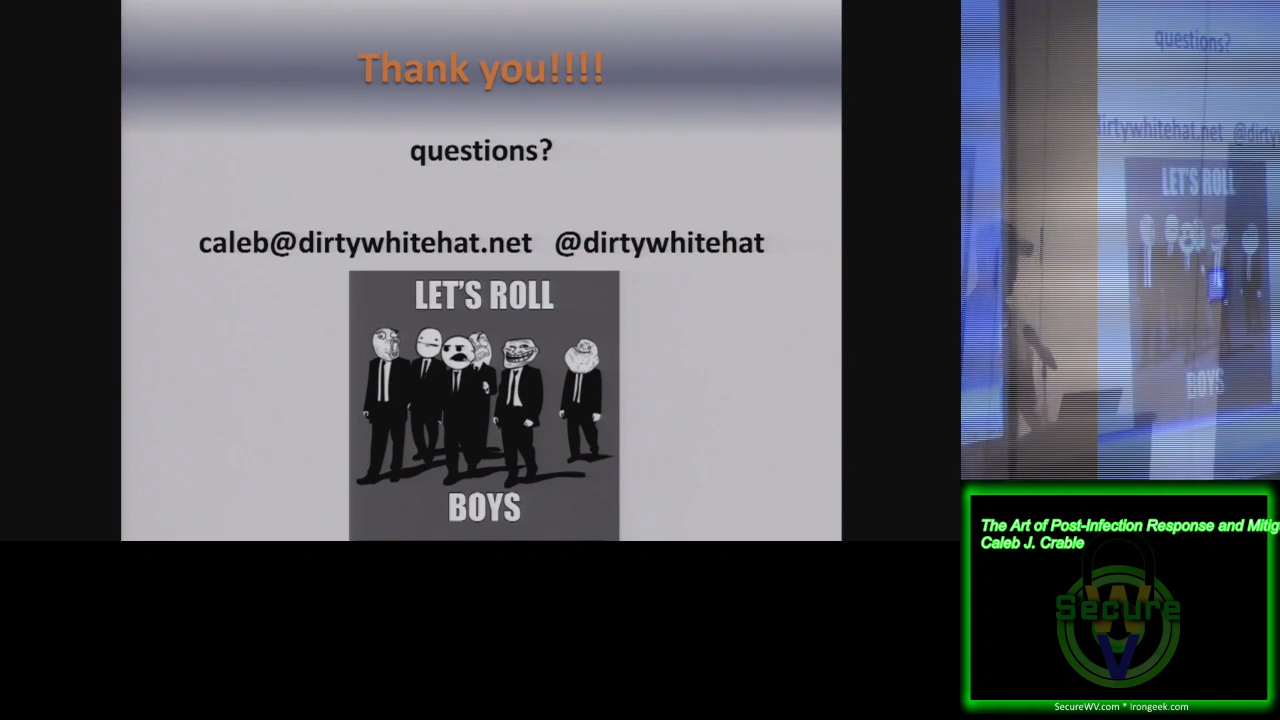 Thank you!!!!
questions?
caleb@dirtywhitehat.net @dirtywhitehat
LET'S ROLL
BOYS
questions?
irtywhitehat.net @dirty
LET'S ROLL
BOYS
The Art of Post-Infection Response and Mitig
Caleb J. Crable
Secure
W
V
SecureWV.com * Irongeek.com